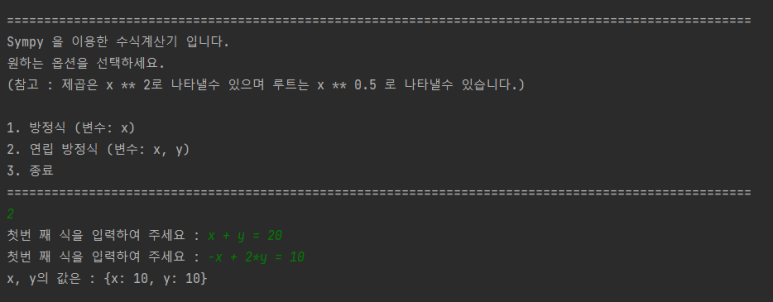 ====================================================================================================
Sympy 을 이용한 수식계산기 입니다.
원하는 옵션을 선택하세요.
(참고 : 제곱은 x ** 2로 나타낼수 있으며 루트는 x ** 0.5 로 나타낼수 있습니다.)
1. 방정식 (변수: x)
2. 연립 방정식 (변수: x, y)
3. 종료
====================================================================================================
2
첫번 째 식을 입력하여 주세요 : x + y = 20
첫번 째 식을 입력하여 주세요 : -x + 2*y = 10
x, y의 값은 : {x: 10, y: 10}